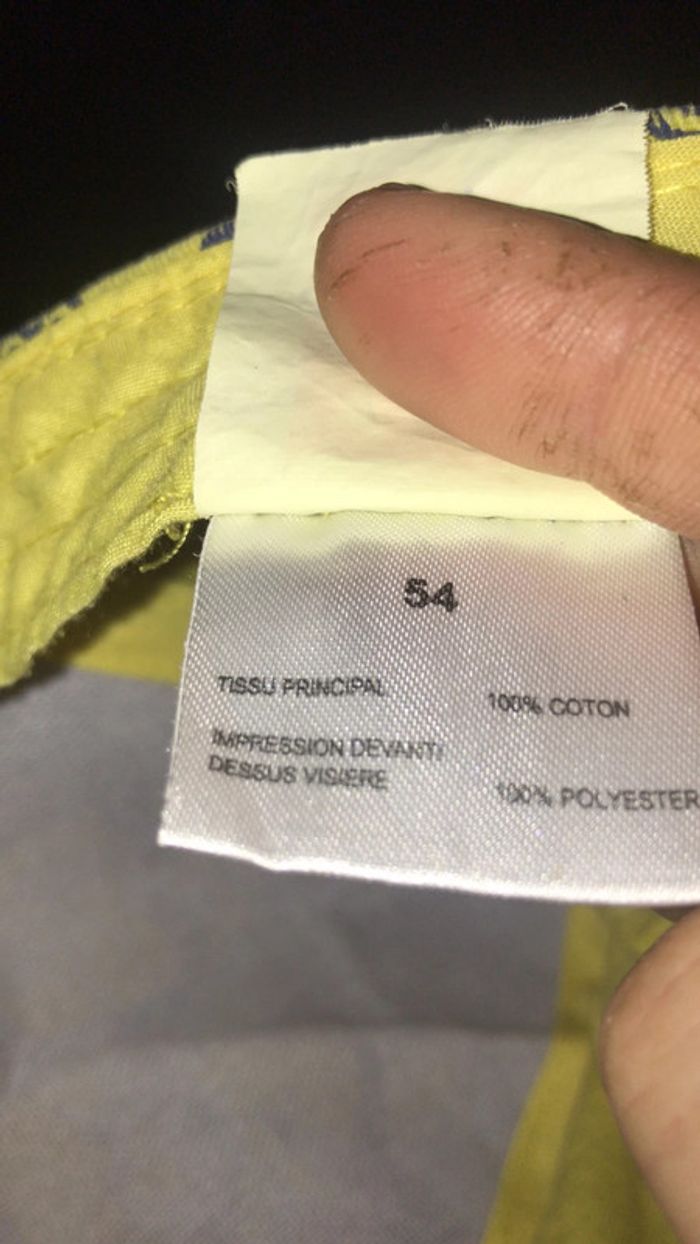 54
TISSU PRINCIPAL 100% COTON
IMPRESSION DEVANT/
DESSUS VISIERE 100% POLYESTER